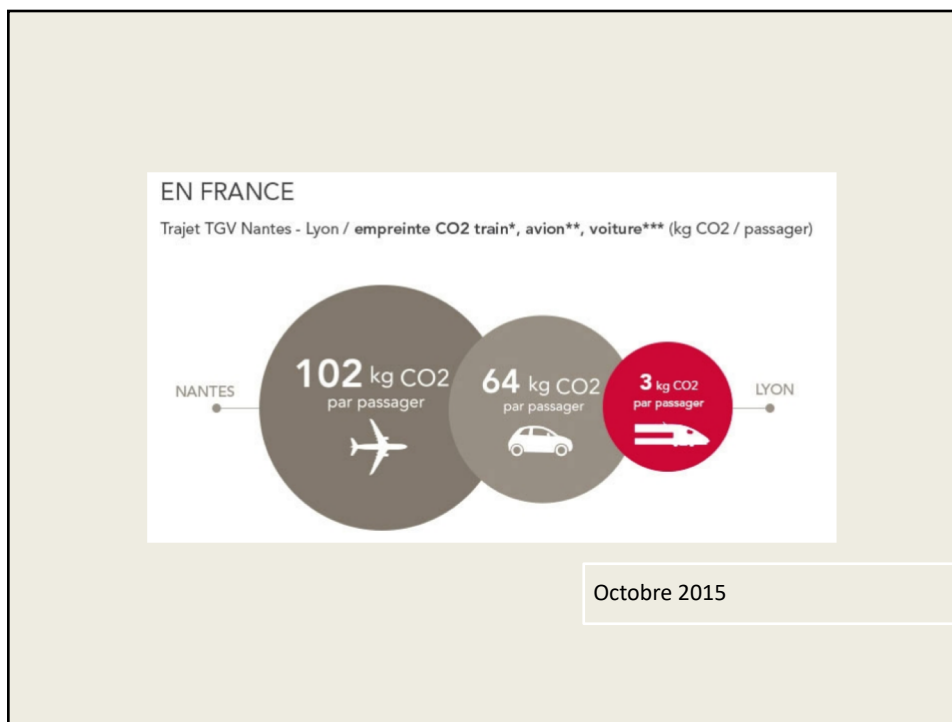 EN FRANCE
Trajet TGV Nantes - Lyon / empreinte CO2 train*, avion**, voiture*** (kg CO2 / passager)
NANTES
102 kg CO2
par passager
64 kg CO2
par passager
3 kg CO2
par passager
LYON
Octobre 2015